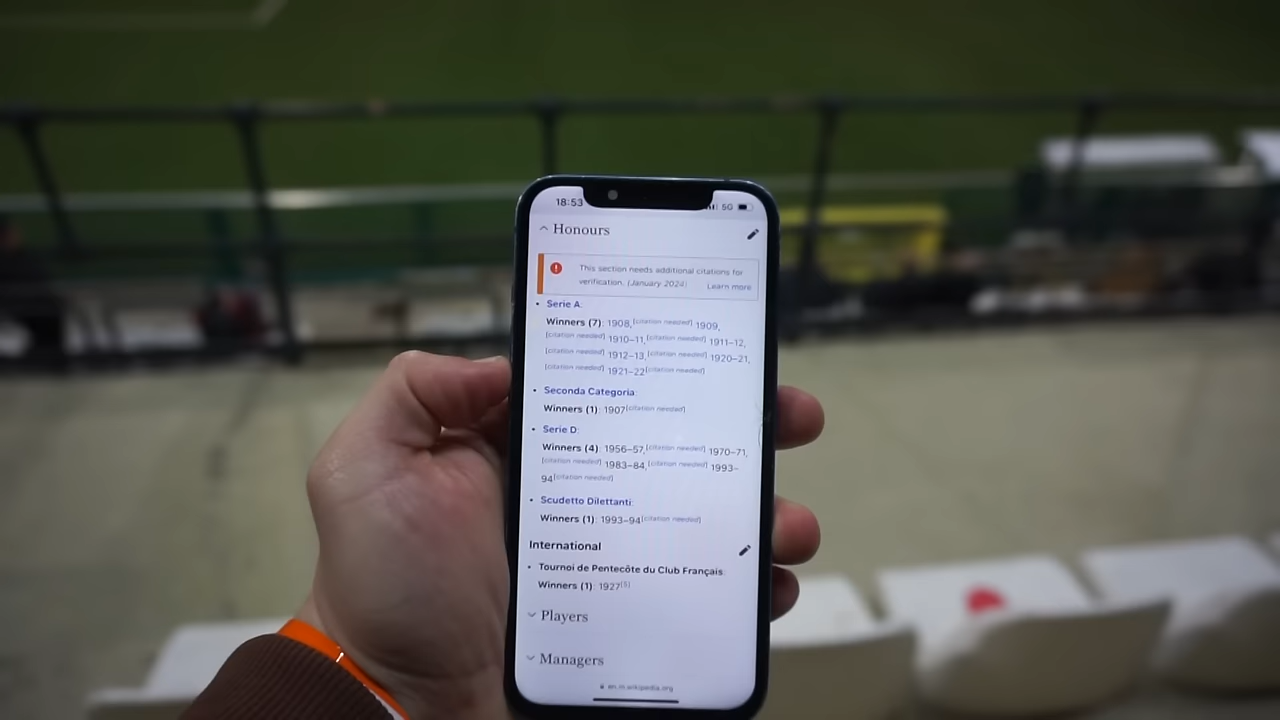 18:53 5G
Honours
This section needs additional citations for
verification. (January 2024) Learn more
• Serie A:
Winners (7): 1908,[citation needed] 1909,
[citation needed] 1910–11,[citation needed] 1911–12,
[citation needed] 1912–13,[citation needed] 1920–21,
[citation needed] 1921–22[citation needed]
• Seconda Categoria:
Winners (1): 1907[citation needed]
• Serie D:
Winners (4): 1956–57,[citation needed] 1970–71,
[citation needed] 1983–84,[citation needed] 1993–
94[citation needed]
• Scudetto Dilettanti:
Winners (1): 1993–94[citation needed]
International
• Tournoi de Pentecôte du Club Français:
Winners (1): 1927[5]
Players
Managers
en.m.wikipedia.org